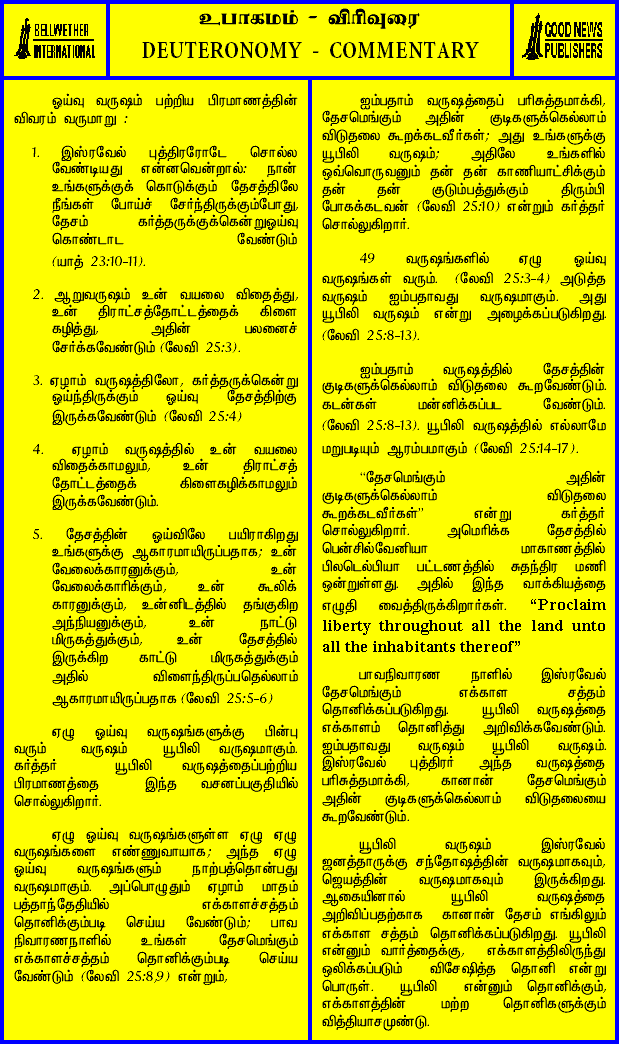 BELLWETHER
INTERNATIONAL
உபாகமம் - விரிவுரை
DEUTERONOMY - COMMENTARY
GOOD NEWS
PUBLISHERS
ஓய்வு வருஷம் பற்றிய பிரமாணத்தின்
விவரம் வருமாறு :
1. இஸ்ரவேல் புத்திரரோடே சொல்ல
வேண்டியது என்னவென்றால்: நான்
உங்களுக்குக் கொடுக்கும் தேசத்திலே
நீங்கள் போய்ச் சேர்ந்திருக்கும்போது,
தேசம் கர்த்தருக்குக்கென்றுஓய்வு
கொண்டாட வேண்டும்
(யாத் 23:10-11).
2. ஆறுவருஷம் உன் வயலை விதைத்து,
உன் திராட்சத்தோட்டத்தைக் கிளை
கழித்து, அதின் பலனைச்
சேர்க்கவேண்டும் (லேவி 25:3).
3. ஏழாம் வருஷத்திலோ, கர்த்தருக்கென்று
ஓய்ந்திருக்கும் ஓய்வு தேசத்திற்கு
இருக்கவேண்டும் (லேவி 25:4)
4. ஏழாம் வருஷத்தில் உன் வயலை
விதைக்காமலும், உன் திராட்சத்
தோட்டத்தைக் கிளைகழிக்காமலும்
இருக்கவேண்டும்.
5. தேசத்தின் ஓய்விலே பயிராகிறது
உங்களுக்கு ஆகாரமாயிருப்பதாக; உன்
வேலைக்காரனுக்கும், உன்
வேலைக்காரிக்கும், உன் கூலிக்
காரனுக்கும், உன்னிடத்தில் தங்குகிற
அந்நியனுக்கும், உன் நாட்டு
மிருகத்துக்கும், உன் தேசத்தில்
இருக்கிற காட்டு மிருகத்துக்கும்
அதில் விளைந்திருப்பதெல்லாம்
ஆகாரமாயிருப்பதாக (லேவி 25:5-6)
ஏழு ஓய்வு வருஷங்களுக்கு பின்பு
வரும் வருஷம் யூபிலி வருஷமாகும்.
கர்த்தர் யூபிலி வருஷத்தைப்பற்றிய
பிரமாணத்தை இந்த வசனப்பகுதியில்
சொல்லுகிறார்.
ஏழு ஓய்வு வருஷங்களுள்ள ஏழு ஏழு
வருஷங்களை எண்ணுவாயாக; அந்த ஏழு
ஓய்வு வருஷங்களும் நாற்பத்தொன்பது
வருஷமாகும். அப்பொழுதும் ஏழாம் மாதம்
பத்தாந்தேதியில் எக்காளச்சத்தம்
தொனிக்கும்படி செய்ய வேண்டும்; பாவ
நிவாரணநாளில் உங்கள் தேசமெங்கும்
எக்காளச்சத்தம் தொனிக்கும்படி செய்ய
வேண்டும் (லேவி 25:8,9) என்றும்,
ஐம்பதாம் வருஷத்தைப் பரிசுத்தமாக்கி,
தேசமெங்கும் அதின் குடிகளுக்கெல்லாம்
விடுதலை கூறக்கடவீர்கள்; அது உங்களுக்கு
யூபிலி வருஷம்; அதிலே உங்களில்
ஒவ்வொருவனும் தன் தன் காணியாட்சிக்கும்
தன் தன் குடும்பத்துக்கும் திரும்பி
போகக்கடவன் (லேவி 25:10) என்றும் கர்த்தர்
சொல்லுகிறார்.
49 வருஷங்களில் ஏழு ஓய்வு
வருஷங்கள் வரும். (லேவி 25:3-4) அடுத்த
வருஷம் ஐம்பதாவது வருஷமாகும். அது
யூபிலி வருஷம் என்று அழைக்கப்படுகிறது.
(லேவி 25:8-13).
ஐம்பதாம் வருஷத்தில் தேசத்தின்
குடிகளுக்கெல்லாம் விடுதலை கூறவேண்டும்.
கடன்கள் மன்னிக்கப்பட வேண்டும்.
(லேவி 25:8-13). யூபிலி வருஷத்தில் எல்லாமே
மறுபடியும் ஆரம்பமாகும் (லேவி 25:14-17).
“தேசமெங்கும் அதின்
குடிகளுக்கெல்லாம் விடுதலை
கூறக்கடவீர்கள்” என்று கர்த்தர்
சொல்லுகிறார். அமெரிக்க தேசத்தில்
பென்சில்வேனியா மாகாணத்தில்
பிலடெல்பியா பட்டணத்தில் சுதந்திர மணி
ஒன்றுள்ளது. அதில் இந்த வாக்கியத்தை
எழுதி வைத்திருக்கிறார்கள். “Proclaim
liberty throughout all the land unto
all the inhabitants thereof”
பாவநிவாரண நாளில் இஸ்ரவேல்
தேசமெங்கும் எக்காள சத்தம்
தொனிக்கப்படுகிறது. யூபிலி வருஷத்தை
எக்காளம் தொனித்து அறிவிக்கவேண்டும்.
ஐம்பதாவது வருஷம் யூபிலி வருஷம்.
இஸ்ரவேல் புத்திரர் அந்த வருஷத்தை
பரிசுத்தமாக்கி, கானான் தேசமெங்கும்
அதின் குடிகளுக்கெல்லாம் விடுதலையை
கூறவேண்டும்.
யூபிலி வருஷம் இஸ்ரவேல்
ஜனத்தாருக்கு சந்தோஷத்தின் வருஷமாகவும்,
ஜெயத்தின் வருஷமாகவும் இருக்கிறது.
ஆகையினால் யூபிலி வருஷத்தை
அறிவிப்பதற்காக கானான் தேசம் எங்கிலும்
எக்காள சத்தம் தொனிக்கப்படுகிறது. யூபிலி
என்னும் வார்த்தைக்கு, எக்காளத்திலிருந்து
ஒலிக்கப்படும் விசேஷித்த தொனி என்று
பொருள். யூபிலி என்னும் தொனிக்கும்,
எக்காளத்தின் மற்ற தொனிகளுக்கும்
வித்தியாசமுண்டு.